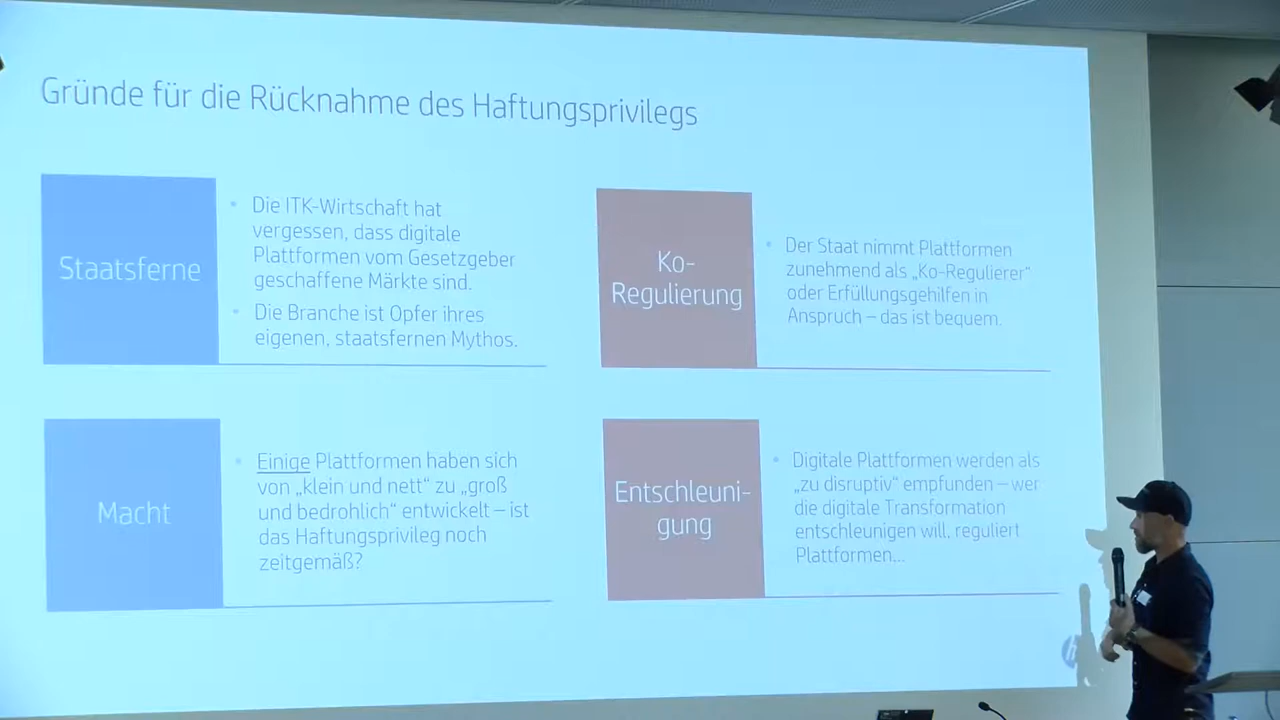 Gründe für die Rücknahme des Haftungsprivilegs
Staatsferne
• Die ITK-Wirtschaft hat
vergessen, dass digitale
Plattformen vom Gesetzgeber
geschaffene Märkte sind.
• Die Branche ist Opfer ihres
eigenen, staatsfernen Mythos.
Ko-
Regulierung
• Der Staat nimmt Plattformen
zunehmend als „Ko-Regulierer“
oder Erfüllungsgehilfen in
Anspruch – das ist bequem.
Macht
• Einige Plattformen haben sich
von „klein und nett“ zu „groß
und bedrohlich“ entwickelt – ist
das Haftungsprivileg noch
zeitgemäß?
Entschleuni-
gung
• Digitale Plattformen werden als
„zu disruptiv“ empfunden – wer
die digitale Transformation
entschleunigen will, reguliert
Plattformen...